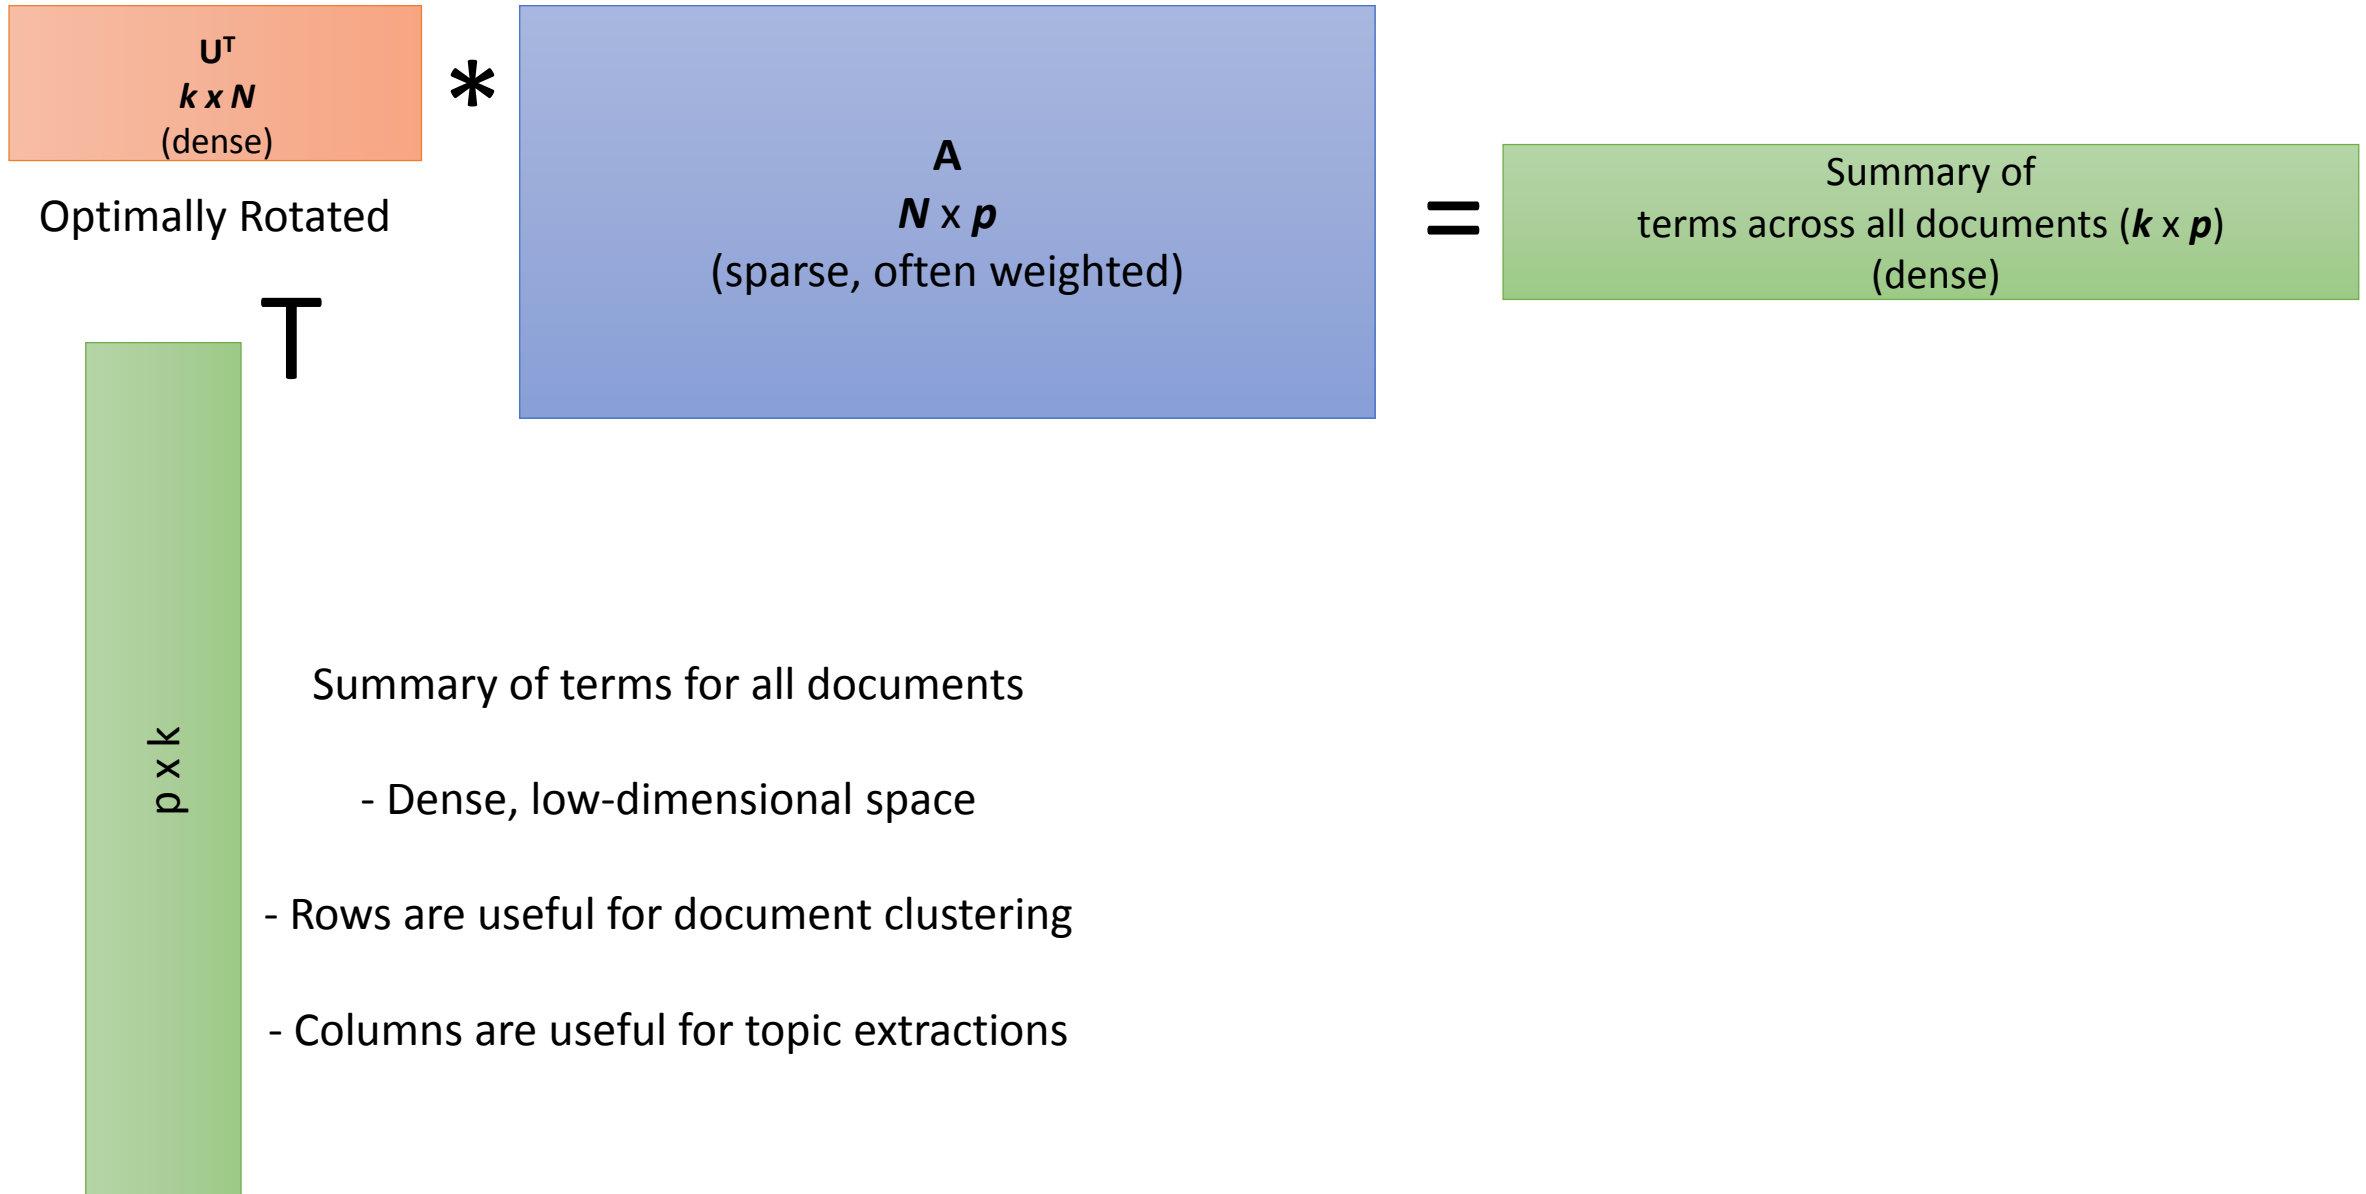 Uᵀ
k x N
(dense)
*
A
N x p
(sparse, often weighted)
=
Summary of
terms across all documents (k x p)
(dense)
Optimally Rotated
T
p x k
Summary of terms for all documents
- Dense, low-dimensional space
- Rows are useful for document clustering
- Columns are useful for topic extractions